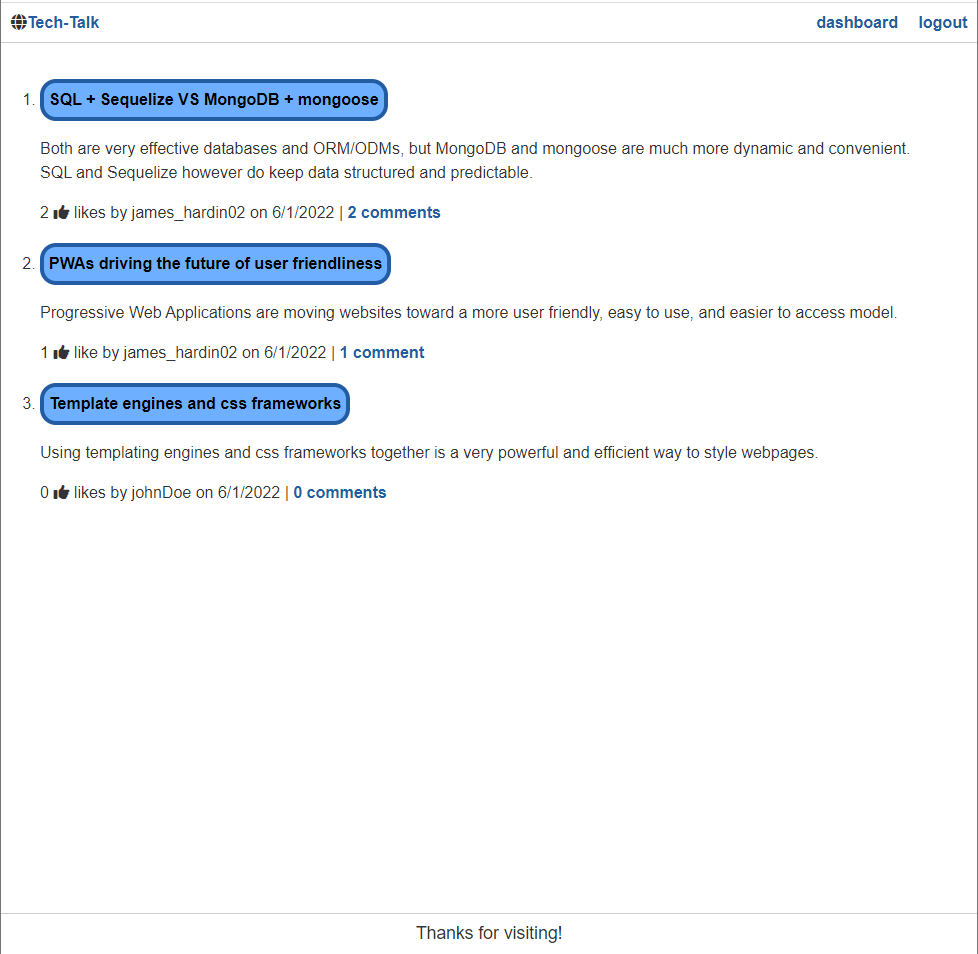 Tech-Talk dashboard logout
1. SQL + Sequelize VS MongoDB + mongoose
Both are very effective databases and ORM/ODMs, but MongoDB and mongoose are much more dynamic and convenient.
SQL and Sequelize however do keep data structured and predictable.
2 likes by james_hardin02 on 6/1/2022 | 2 comments
2. PWAs driving the future of user friendliness
Progressive Web Applications are moving websites toward a more user friendly, easy to use, and easier to access model.
1 like by james_hardin02 on 6/1/2022 | 1 comment
3. Template engines and css frameworks
Using templating engines and css frameworks together is a very powerful and efficient way to style webpages.
0 likes by johnDoe on 6/1/2022 | 0 comments
Thanks for visiting!